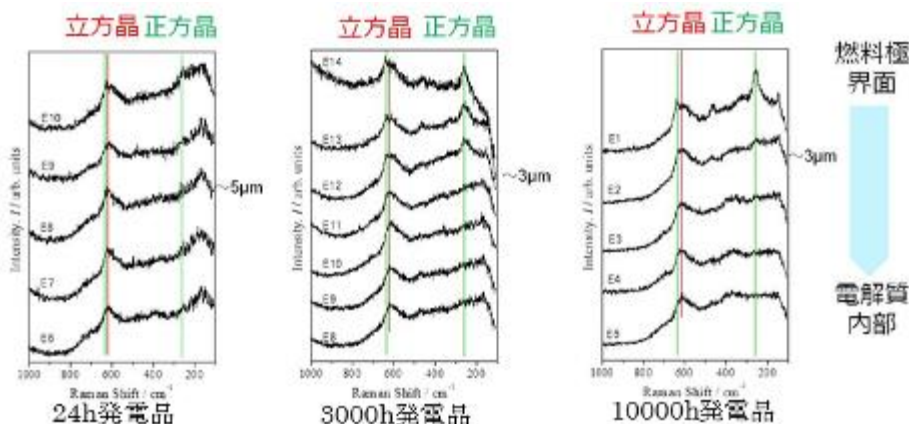 立方晶 正方晶
E10
E9
E8
E7
E6
~5μm
Intensity, I / arb. units
1000 800 600 400 200
Raman Shift / cm⁻¹
24h発電品
立方晶 正方晶
E14
E13
E12
E11
E10
E9
E8
~3μm
Intensity, I / arb. units
1000 800 600 400 200
Raman Shift / cm⁻¹
3000h発電品
立方晶 正方晶
E1
E2
E3
E4
E5
~3μm
Intensity, I / arb. units
1000 800 600 400 200
Raman Shift / cm⁻¹
10000h発電品
燃料極
界面
電解質
内部